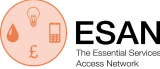 £
ESAN
The Essential Services
Access Network